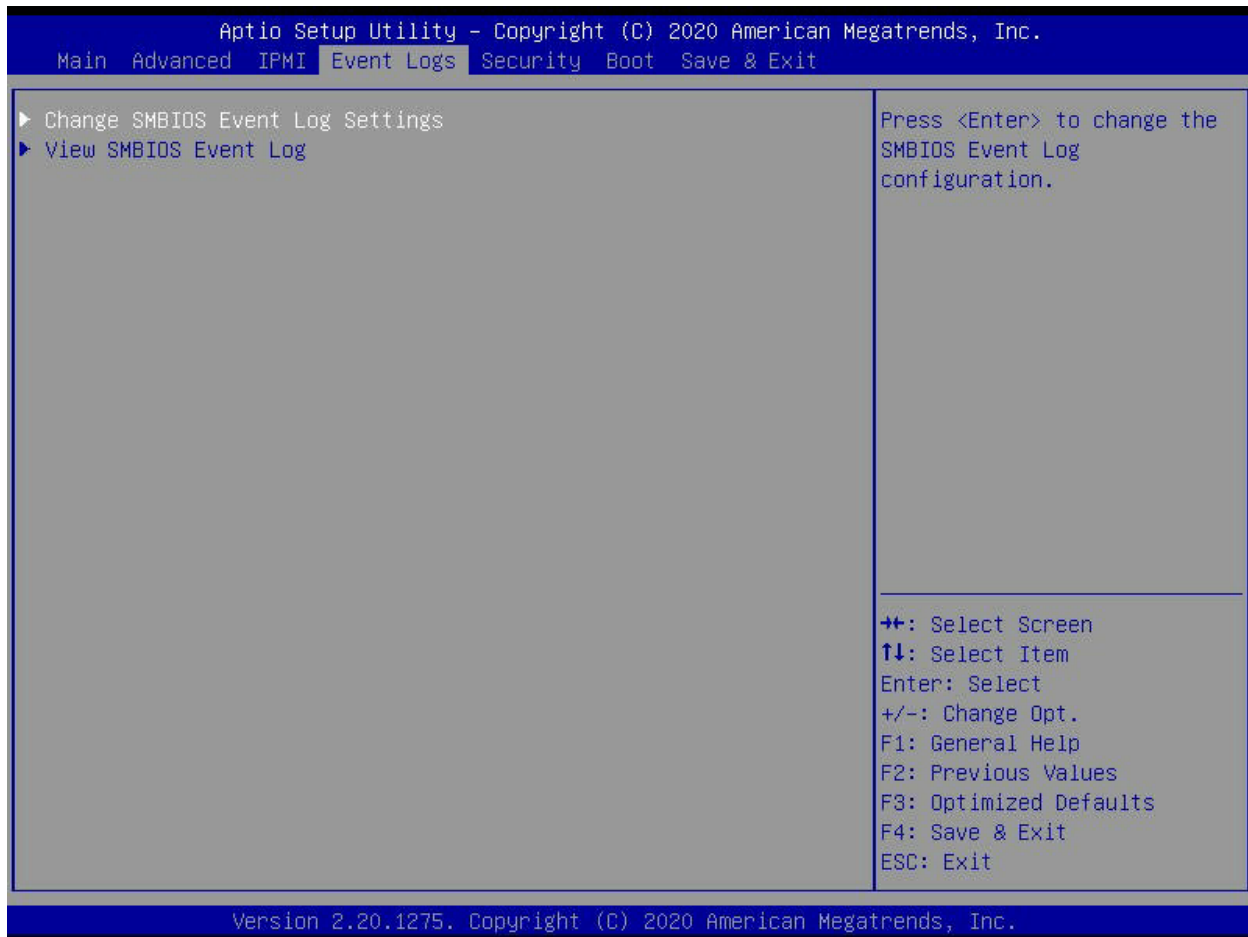 Aptio Setup Utility – Copyright (C) 2020 American Megatrends, Inc.
Main Advanced IPMI Event Logs Security Boot Save & Exit
▶ Change SMBIOS Event Log Settings
▶ View SMBIOS Event Log
Press <Enter> to change the
SMBIOS Event Log
configuration.
→←: Select Screen
↑↓: Select Item
Enter: Select
+/-: Change Opt.
F1: General Help
F2: Previous Values
F3: Optimized Defaults
F4: Save & Exit
ESC: Exit
Version 2.20.1275. Copyright (C) 2020 American Megatrends, Inc.